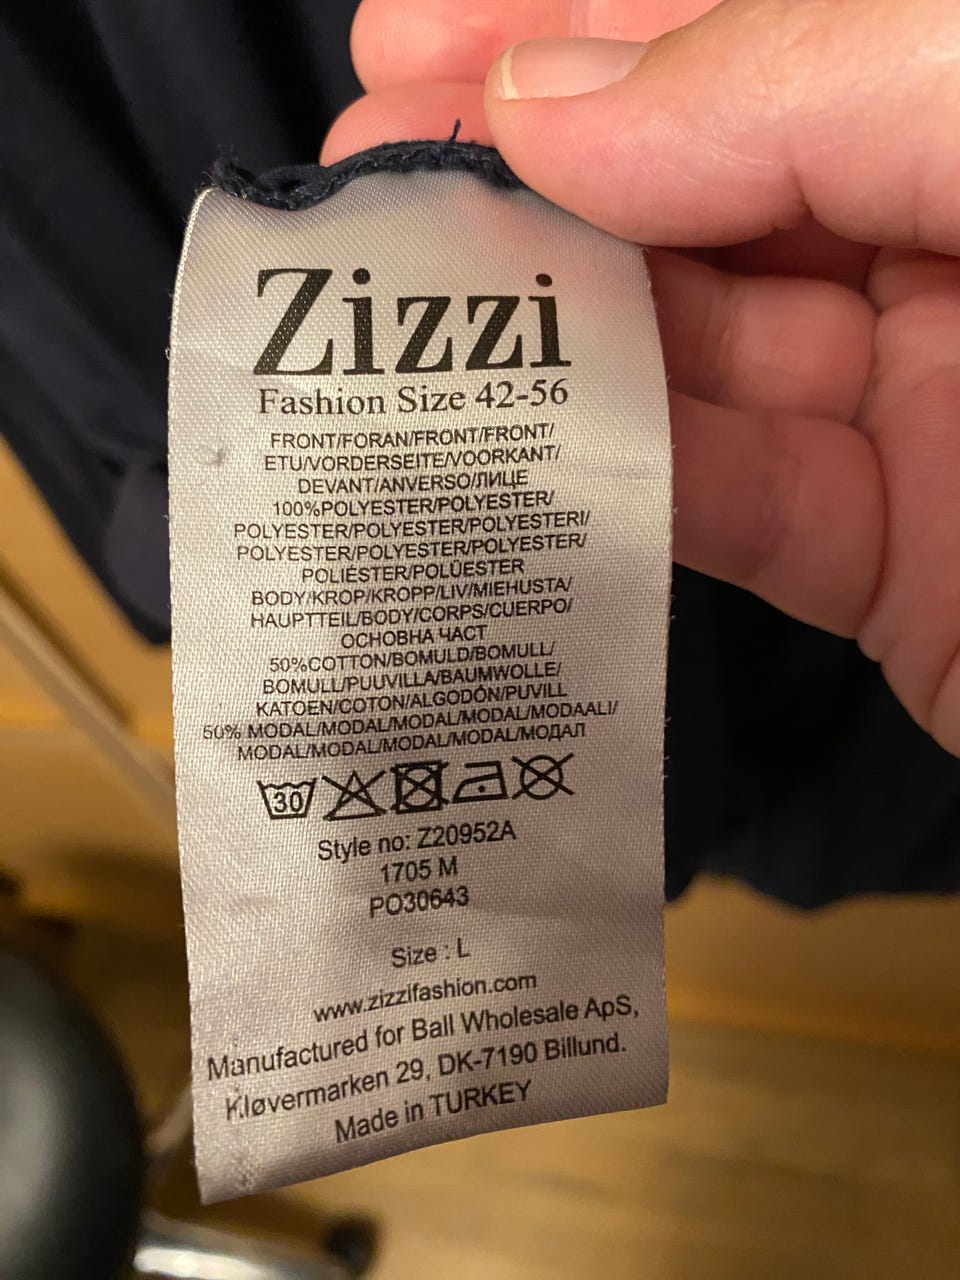 Zizzi
Fashion Size 42-56
FRONT/FORAN/FRONT/FRONT/
ETU/VORDERSEITE/VOORKANT/
DEVANT/ANVERSO/ЛИЦЕ
100%POLYESTER/POLYESTER/
POLYESTER/POLYESTER/POLYESTERI/
POLYESTER/POLYESTER/POLYESTER/
POLIÉSTER/POLÜESTER
BODY/KROP/KROPP/LIV/MIEHUSTA/
HAUPTTEIL/BODY/CORPS/CUERPO/
ОСНОВНА ЧАСТ
50%COTTON/BOMULD/BOMULL/
BOMULL/PUUVILLA/BAUMWOLLE/
KATOEN/COTON/ALGODÓN/PUVILL
50% MODAL/MODAL/MODAL/MODAL/MODAALI/
MODAL/MODAL/MODAL/MODAL/МОДАЛ
30
Style no: Z20952A
1705 M
PO30643
Size : L
www.zizzifashion.com
Manufactured for Ball Wholesale ApS,
Kløvermarken 29, DK-7190 Billund.
Made in TURKEY